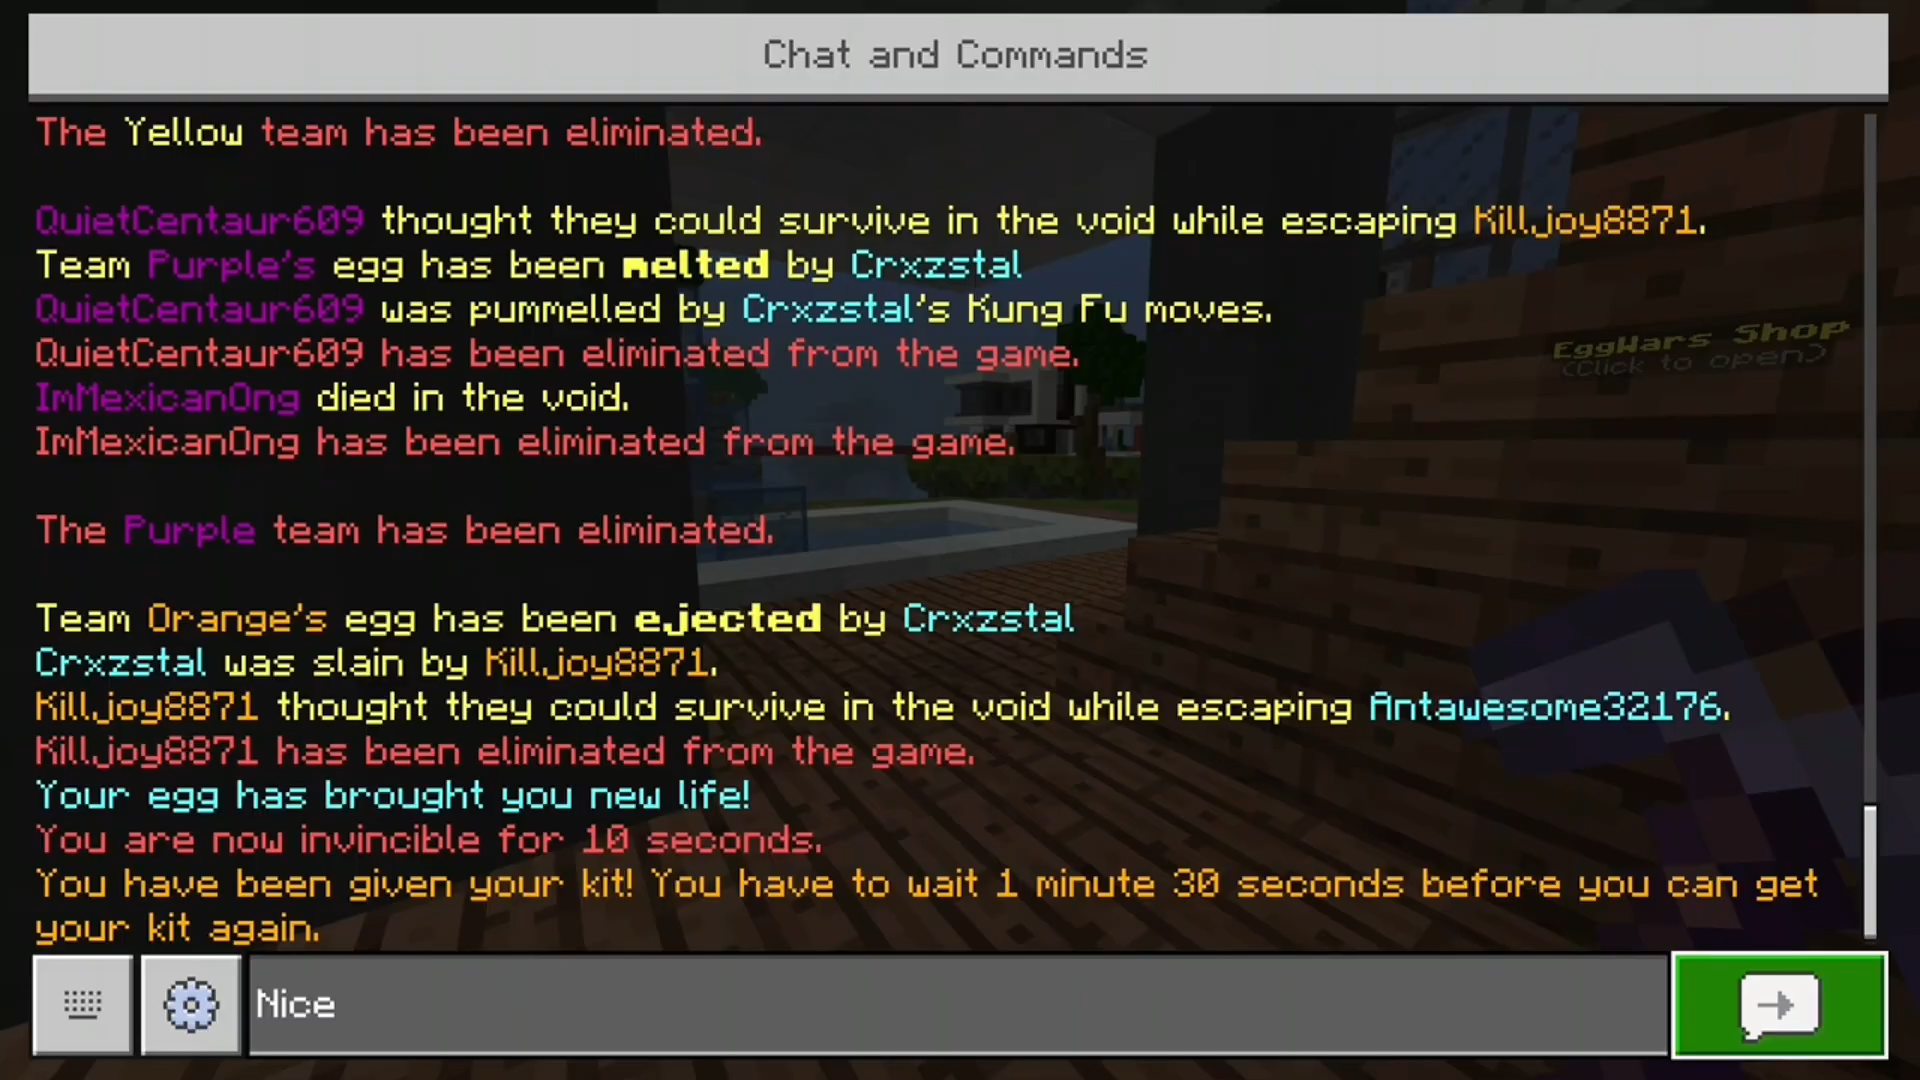 Chat and Commands
The Yellow team has been eliminated.
QuietCentaur609 thought they could survive in the void while escaping Killjoy8871.
Team Purple's egg has been melted by Crxzstal
QuietCentaur609 was pummelled by Crxzstal's Kung Fu moves.
QuietCentaur609 has been eliminated from the game.
ImMexicanOng died in the void.
ImMexicanOng has been eliminated from the game.
EggWars Shop
(Click to open)
The Purple team has been eliminated.
Team Orange's egg has been ejected by Crxzstal
Crxzstal was slain by Killjoy8871.
Killjoy8871 thought they could survive in the void while escaping Antawesome32176.
Killjoy8871 has been eliminated from the game.
Your egg has brought you new life!
You are now invincible for 10 seconds.
You have been given your kit! You have to wait 1 minute 30 seconds before you can get
your kit again.
Nice